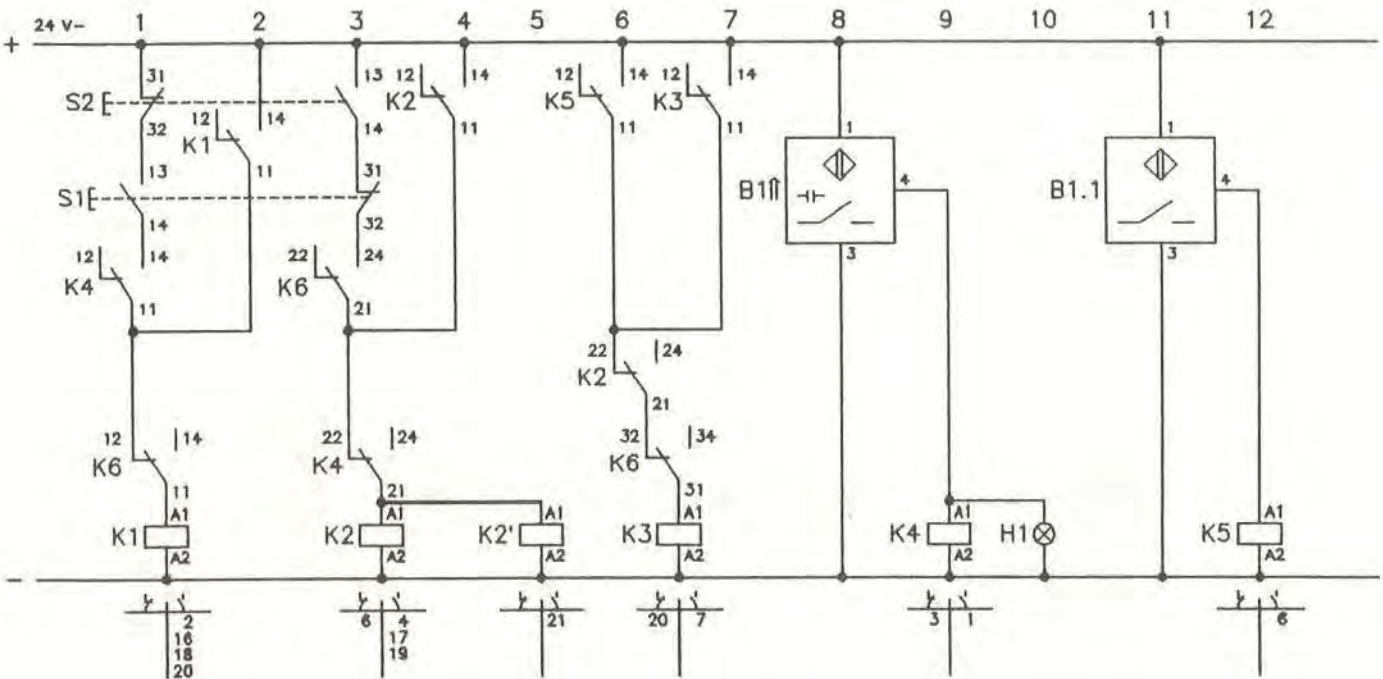 24 V- 1 2 3 4 5 6 7 8 9 10 11 12
+
31 13 12 14 12 14 12 14
S2 K2 K5 K3
32 12 14 14 11 11 11 1 1
K1
13 11 31 B1 4 B1.1 4
S1
14 32
12 14 22 24 3 3
K4 K6
11 21
22 24
K2
21
12 14 22 24 32 34
K6 K4 K6
11 21 31
A1 A1 A1 A1 A1 A1
K1 K2 K2' K3 K4 H1 K5
A2 A2 A2 A2 A2 A2
-
2 6 4 21 20 7 3 1 6
16 17
18 19
20